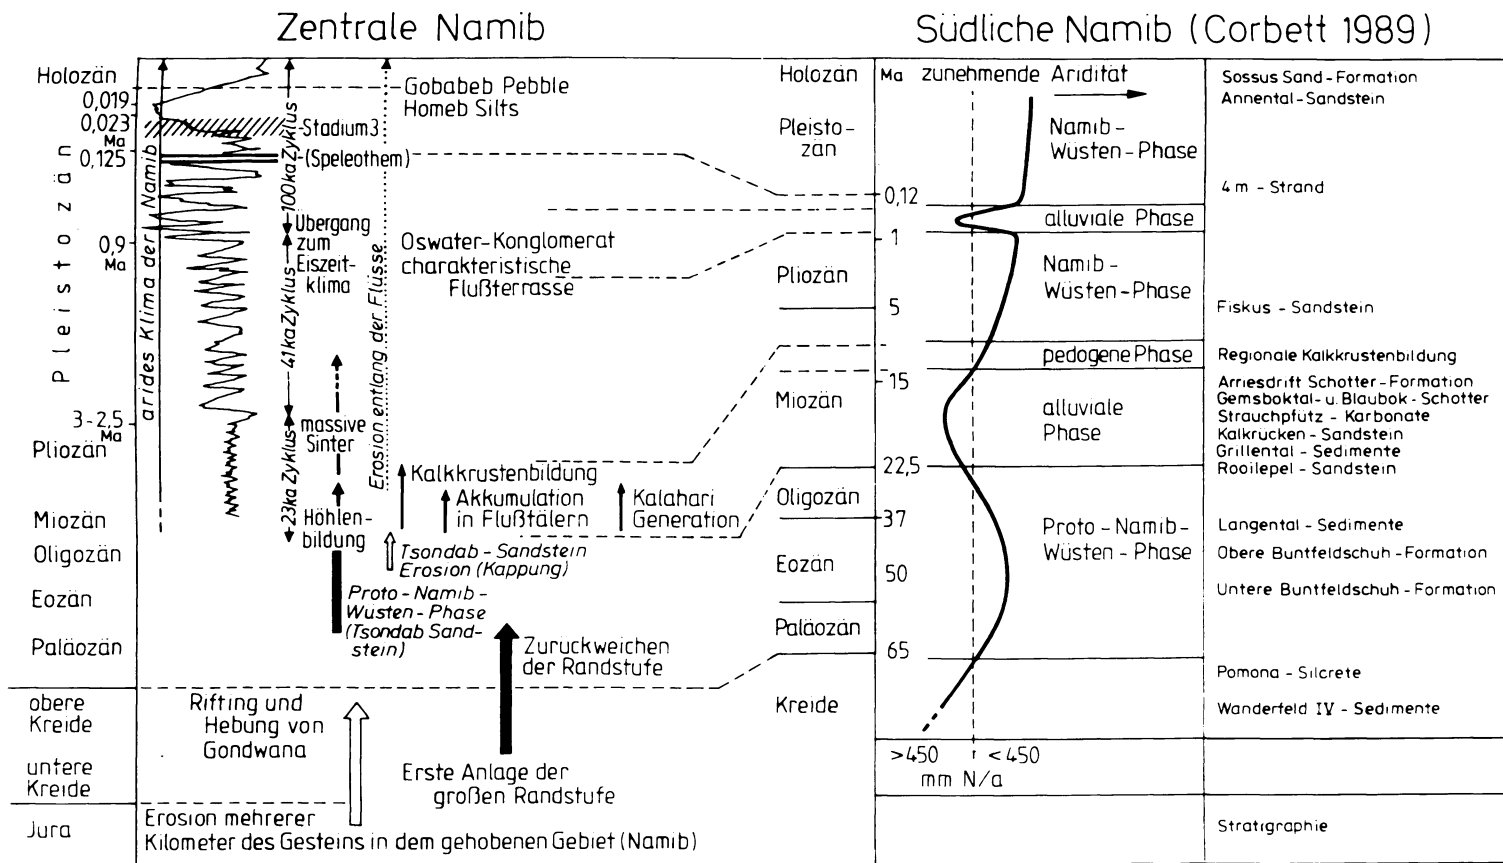 Zentrale Namib
Südliche Namib (Corbett 1989)
Holozän
0,019
0,023
Ma
0,125
Pleistozän
0,9
Ma
3-2,5
Ma
Pliozän
Miozän
Oligozän
Eozän
Paläozän
obere
Kreide
untere
Kreide
Jura
arides Klima der Namib
100ka Zyklus
41ka Zyklus
23ka Zyklus
Gobabeb Pebble
Homeb Silts
Stadium 3
(Speleothem)
Übergang
zum
Eiszeit-
klima
Erosion entlang der Flüsse
Oswater-Konglomerat
charakteristische
Flußterrasse
massive
Sinter
Höhlen-
bildung
Kalkkrustenbildung
Akkumulation
in Flußtälern
Kalahari
Generation
Tsondab-Sandstein
Erosion (Kappung)
Proto-Namib-
Wüsten-Phase
(Tsondab Sand-
stein)
Zurückweichen
der Randstufe
Rifting und
Hebung von
Gondwana
Erste Anlage der
großen Randstufe
Erosion mehrerer
Kilometer des Gesteins in dem gehobenen Gebiet (Namib)
Holozän
Pleisto-
zän
Pliozän
Miozän
Oligozän
Eozän
Paläozän
Kreide
Ma
0,12
1
5
15
22,5
37
50
65
zunehmende Aridität
Namib-
Wüsten-Phase
alluviale Phase
Namib-
Wüsten-Phase
pedogene Phase
alluviale
Phase
Proto-Namib-
Wüsten-Phase
>450 <450
mm N/a
Sossus Sand-Formation
Annental-Sandstein
4 m - Strand
Fiskus - Sandstein
Regionale Kalkkrustenbildung
Arriesdrift Schotter-Formation
Gemsboktal- u. Blaubok-Schotter
Strauchpfütz - Karbonate
Kalkrücken - Sandstein
Grillental - Sedimente
Rooilepel - Sandstein
Langental - Sedimente
Obere Buntfeldschuh - Formation
Untere Buntfeldschuh - Formation
Pomona - Silcrete
Wanderfeld IV - Sedimente
Stratigraphie